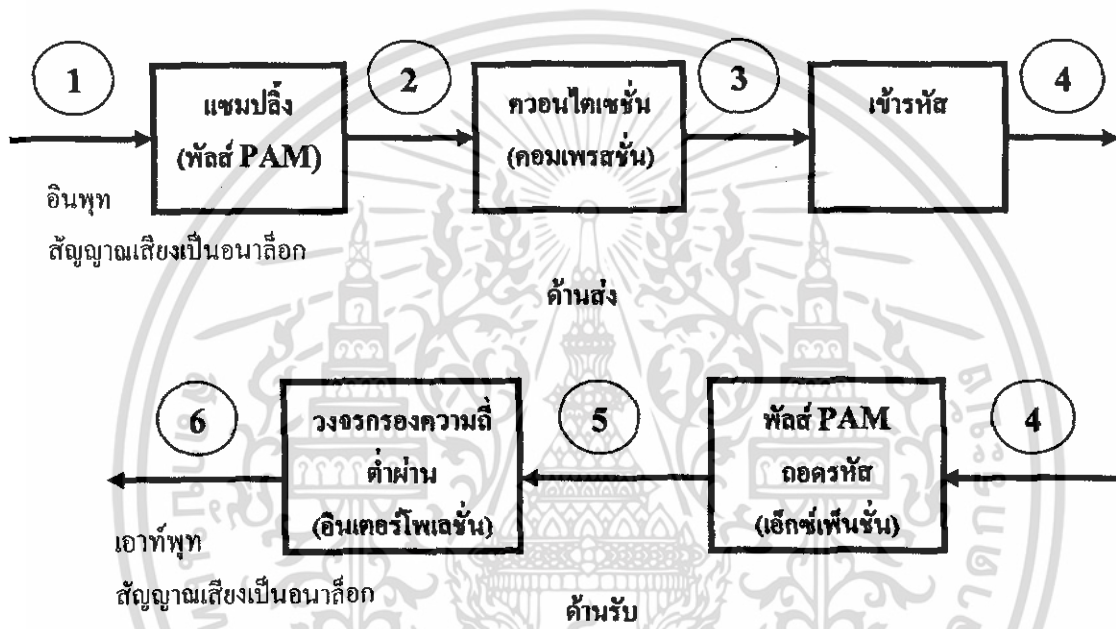 1
แซมปลิ้ง
(พัลส์ PAM)
2
ควอนไตเซชั่น
(คอมเพรสชั่น)
3
เข้ารหัส
4
อินพุท
สัญญาณเสียงเป็นอนาล็อก
ด้านส่ง
6
วงจรกรองความถี่
ต่ำผ่าน
(อินเตอร์โพเลชั่น)
5
พัลส์ PAM
ถอดรหัส
(เอ็กซ์เพ็นชั่น)
4
เอาท์พุท
สัญญาณเสียงเป็นอนาล็อก
ด้านรับ